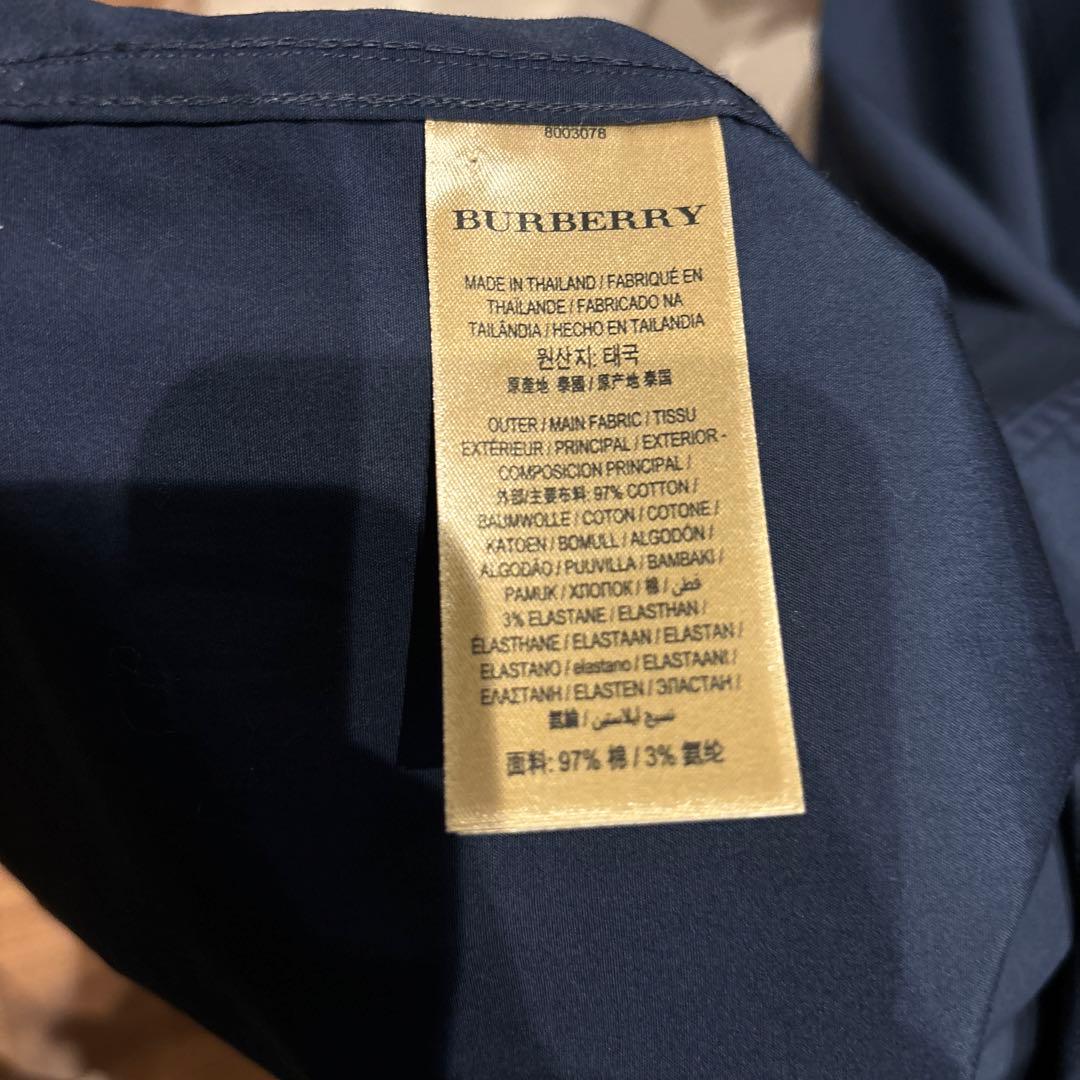 8003078
BURBERRY
MADE IN THAILAND / FABRIQUÉ EN
THAÏLANDE / FABRICADO NA
TAILÂNDIA / HECHO EN TAILANDIA
원산지: 태국
原產地 泰國 / 原产地 泰国
OUTER / MAIN FABRIC / TISSU
EXTÉRIEUR / PRINCIPAL / EXTERIOR -
COMPOSICION PRINCIPAL /
外部/主要布料: 97% COTTON /
BAUMWOLLE / COTON / COTONE /
KATOEN / BOMULL / ALGODÓN /
ALGODÃO / PUUVILLA / BAMBAKI /
PAMUK / ХЛОПОК / 棉 / قطن /
3% ELASTANE / ELASTHAN /
ÉLASTHANE / ELASTAAN / ELASTAN /
ELASTANO / elastano / ELASTAANI /
ΕΛΑΣΤΑΝΗ / ELASTEN / ЭЛАСТАН /
氨綸 / نسيج إيلاستين /
面料: 97% 棉 / 3% 氨纶